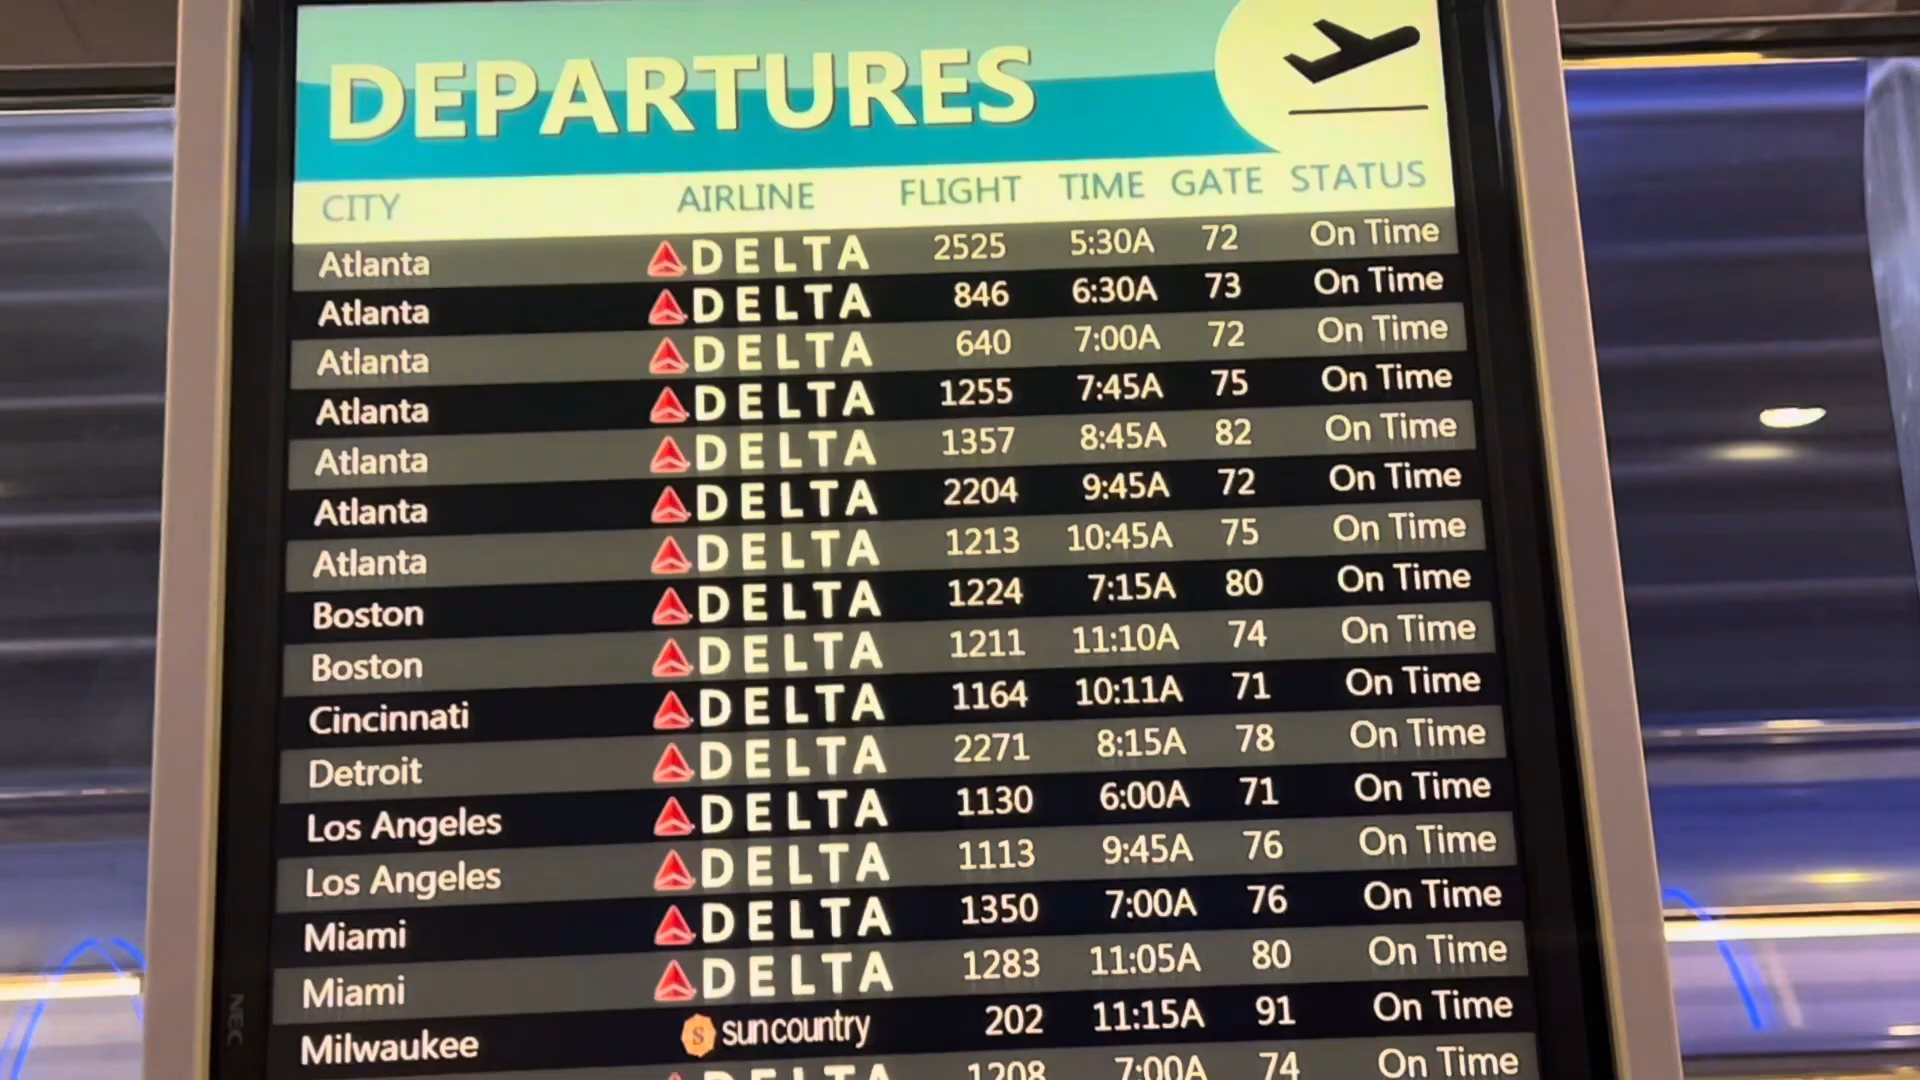 DEPARTURES
CITY AIRLINE FLIGHT TIME GATE STATUS
Atlanta DELTA 2525 5:30A 72 On Time
Atlanta DELTA 846 6:30A 73 On Time
Atlanta DELTA 640 7:00A 72 On Time
Atlanta DELTA 1255 7:45A 75 On Time
Atlanta DELTA 1357 8:45A 82 On Time
Atlanta DELTA 2204 9:45A 72 On Time
Atlanta DELTA 1213 10:45A 75 On Time
Boston DELTA 1224 7:15A 80 On Time
Boston DELTA 1211 11:10A 74 On Time
Cincinnati DELTA 1164 10:11A 71 On Time
Detroit DELTA 2271 8:15A 78 On Time
Los Angeles DELTA 1130 6:00A 71 On Time
Los Angeles DELTA 1113 9:45A 76 On Time
Miami DELTA 1350 7:00A 76 On Time
Miami DELTA 1283 11:05A 80 On Time
Milwaukee S sun country 202 11:15A 91 On Time
DELTA 1208 7:00A 74 On Time
NEC